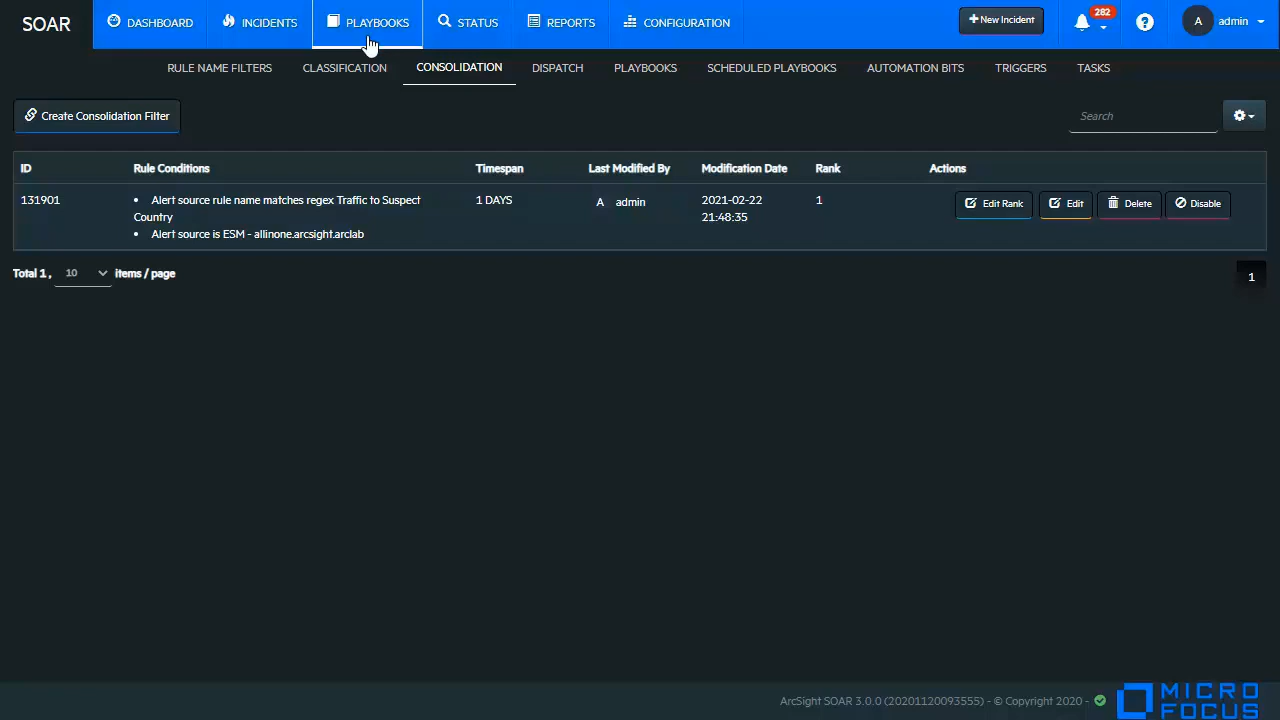 SOAR
DASHBOARD
INCIDENTS
PLAYBOOKS
STATUS
REPORTS
CONFIGURATION
+ New Incident
282
A admin
RULE NAME FILTERS
CLASSIFICATION
CONSOLIDATION
DISPATCH
PLAYBOOKS
SCHEDULED PLAYBOOKS
AUTOMATION BITS
TRIGGERS
TASKS
Create Consolidation Filter
Search
ID
Rule Conditions
Timespan
Last Modified By
Modification Date
Rank
Actions
131901
• Alert source rule name matches regex Traffic to Suspect
Country
• Alert source is ESM - allinone.arcsight.arclab
1 DAYS
A admin
2021-02-22
21:48:35
1
Edit Rank
Edit
Delete
Disable
Total 1 , 10 items / page
1
ArcSight SOAR 3.0.0 (20201120093555) - © Copyright 2020 -
MICRO
FOCUS